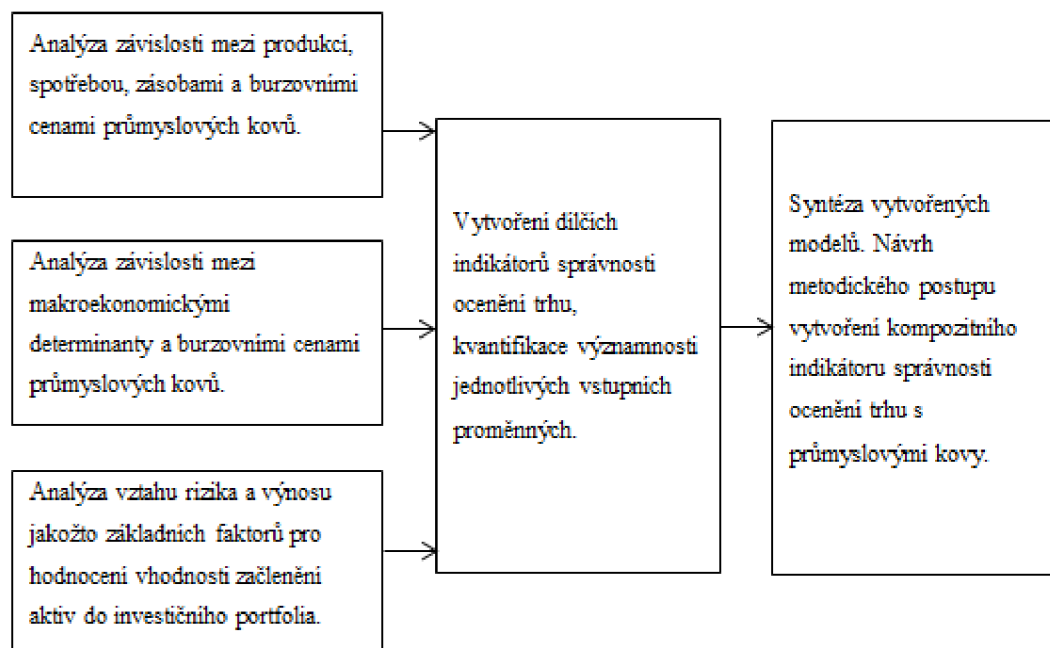 Analýza závislosti mezi produkcí,
spotřebou, zásobami a burzovními
cenami průmyslových kovů.
Analýza závislosti mezi
makroekonomickými
determinanty a burzovními cenami
průmyslových kovů.
Analýza vztahu rizika a výnosu
jakožto základních faktorů pro
hodnocení vhodnosti začlenění
aktiv do investičního portfolia.
Vytvoření dílčích
indikátorů správnosti
ocenění trhu,
kvantifikace významnosti
jednotlivých vstupních
proměnných.
Syntéza vytvořených
modelů. Návrh
metodického postupu
vytvoření kompozitního
indikátoru správnosti
ocenění trhu s
průmyslovými kovy.